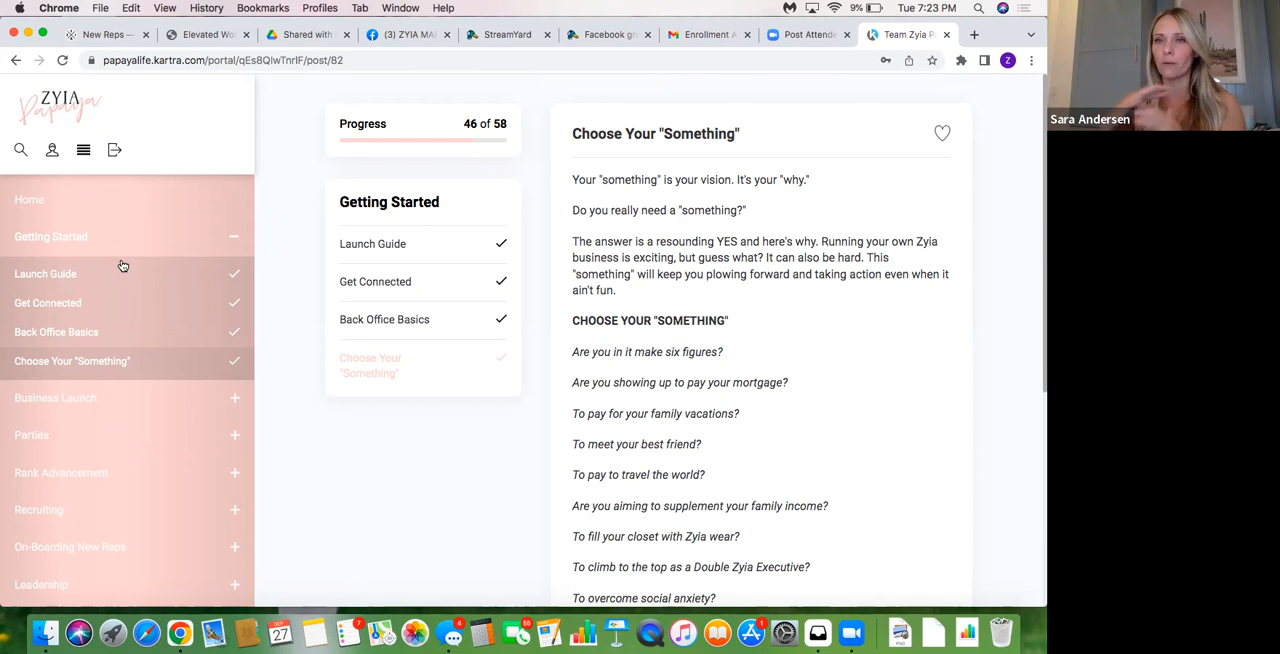 Chrome File Edit View History Bookmarks Profiles Tab Window Help
9% Tue 7:23 PM
New Reps —
Elevated Wo
Shared with
(3) ZYIA MA
StreamYard
Facebook gr
Enrollment A
Post Attende
Team Zyia P
papayalife.kartra.com/portal/qEs8QlwTnrIF/post/82
Z
Sara Andersen
ZYIA
Papaya
Home
Getting Started
Launch Guide
Get Connected
Back Office Basics
Choose Your "Something"
Business Launch
Parties
Rank Advancement
Recruiting
On-Boarding New Reps
Leadership
Progress 46 of 58
Getting Started
Launch Guide
Get Connected
Back Office Basics
Choose Your
"Something"
Choose Your "Something"
Your "something" is your vision. It's your "why."
Do you really need a "something?"
The answer is a resounding YES and here's why. Running your own Zyia
business is exciting, but guess what? It can also be hard. This
"something" will keep you plowing forward and taking action even when it
ain't fun.
CHOOSE YOUR "SOMETHING"
Are you in it make six figures?
Are you showing up to pay your mortgage?
To pay for your family vacations?
To meet your best friend?
To pay to travel the world?
Are you aiming to supplement your family income?
To fill your closet with Zyia wear?
To climb to the top as a Double Zyia Executive?
To overcome social anxiety?
SEP
27
7
4
56
1